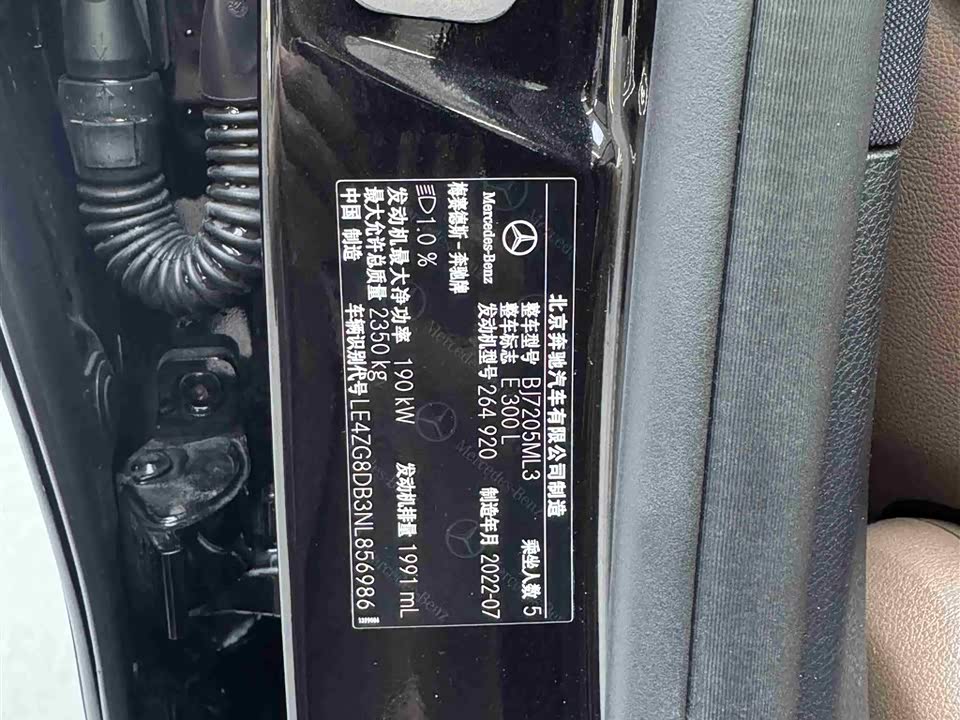 北京奔驰汽车有限公司制造
Mercedes-Benz
梅赛德斯-奔驰牌
整车型号 BJ7205ML3 乘坐人数 5
整车标志 E 300 L
发动机型号 264 920 制造年月 2022-07
1.0 %
发动机最大净功率 190 kW 发动机排量 1991 mL
最大允许总质量 2350 kg
中国 制造 车辆识别代号 LE4ZG8DB3NL856986